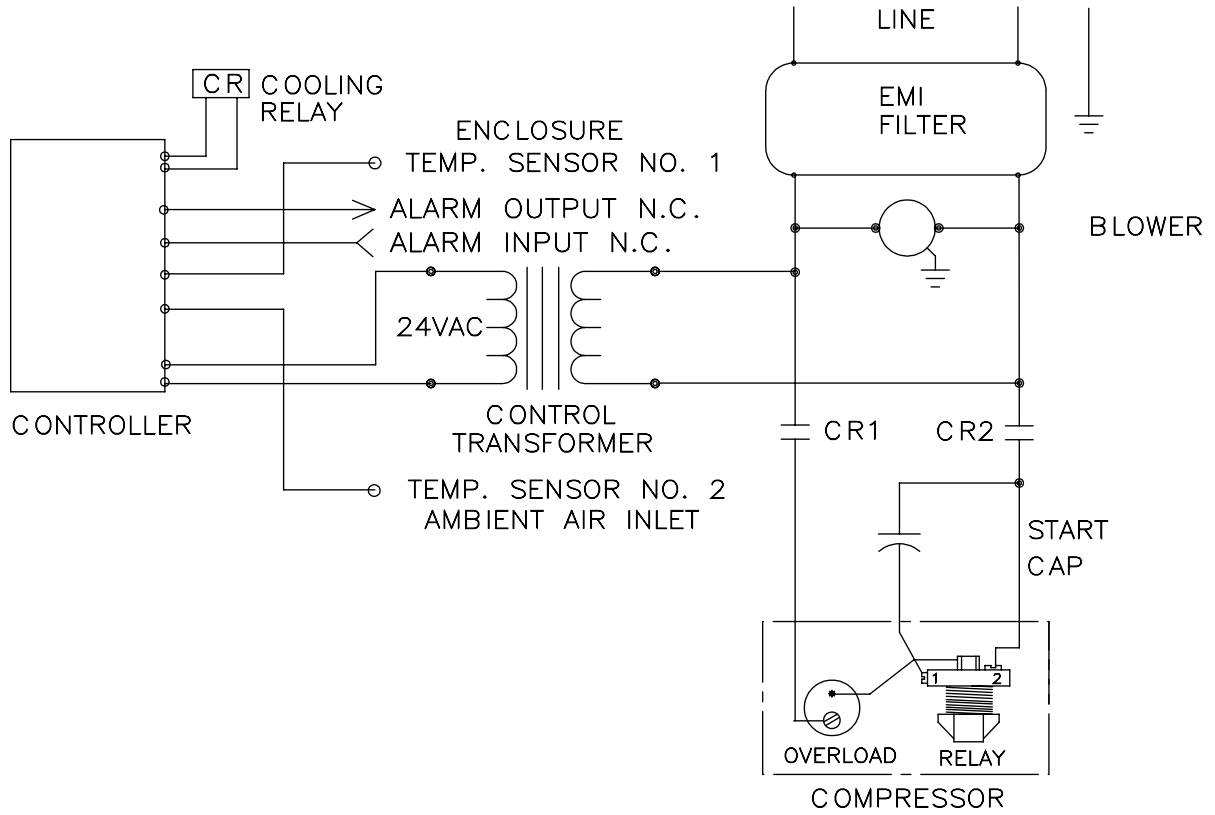 LINE
EMI
FILTER
CR
COOLING
RELAY
ENCLOSURE
TEMP. SENSOR NO. 1
ALARM OUTPUT N.C.
ALARM INPUT N.C.
BLOWER
24VAC
CONTROLLER
CONTROL
TRANSFORMER
CR1
CR2
TEMP. SENSOR NO. 2
AMBIENT AIR INLET
START
CAP
1
2
OVERLOAD
RELAY
COMPRESSOR